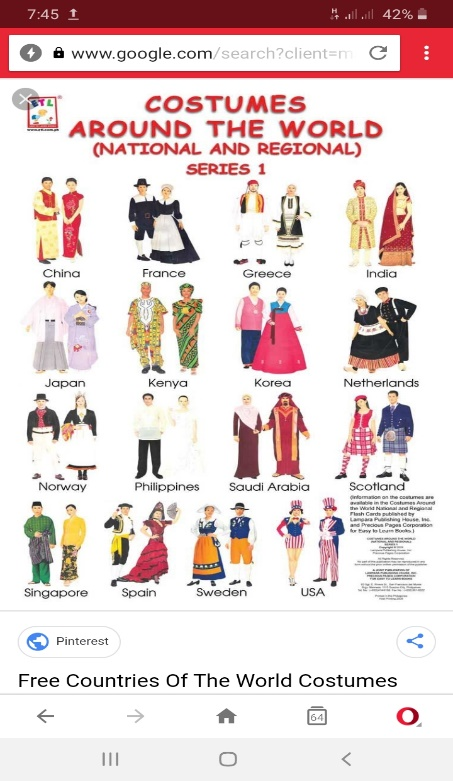 7:45
42%
www.google.com/search?client=m
COSTUMES
AROUND THE WORLD
(NATIONAL AND REGIONAL)
SERIES 1
China France Greece India
Japan Kenya Korea Netherlands
Norway Philippines Saudi Arabia Scotland
(Information on the costumes are
available in the Costumes Around
the World National and Regional
Flash Cards published by
Lampara Publishing House, Inc.
and Precious Pages Corporation
for Easy to Learn Books.)
Singapore Spain Sweden USA
Pinterest
Free Countries Of The World Costumes
64